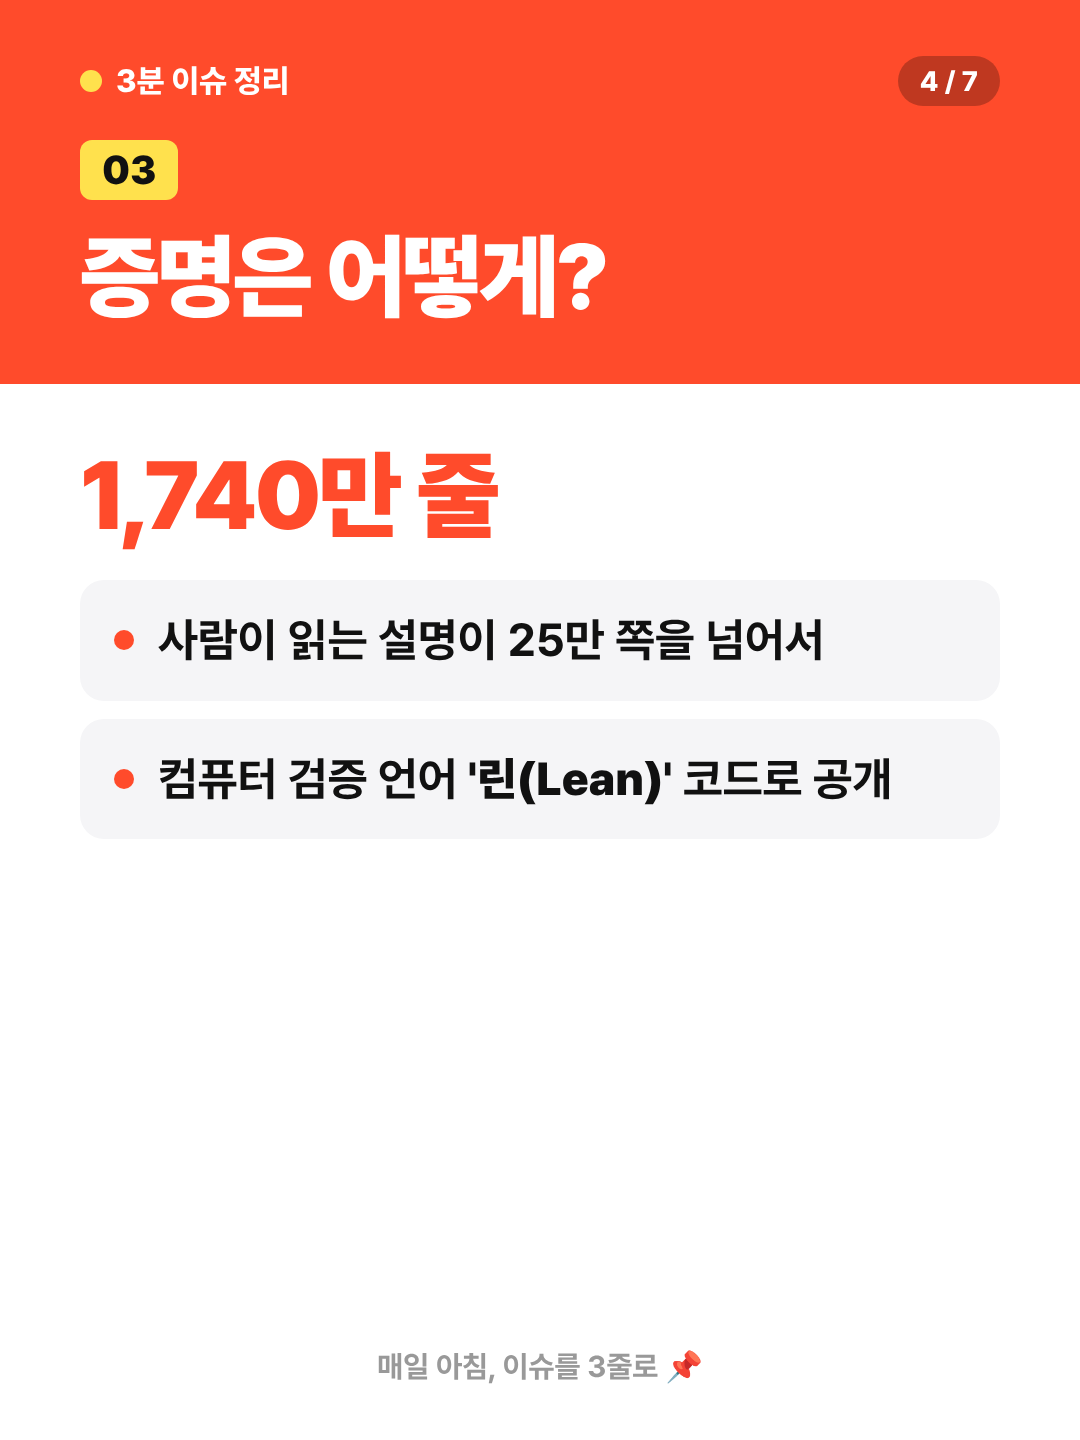 3분 이슈 정리
4 / 7
03
증명은 어떻게?
1,740만 줄
사람이 읽는 설명이 25만 쪽을 넘어서
컴퓨터 검증 언어 '린(Lean)' 코드로 공개
매일 아침, 이슈를 3줄로 📌